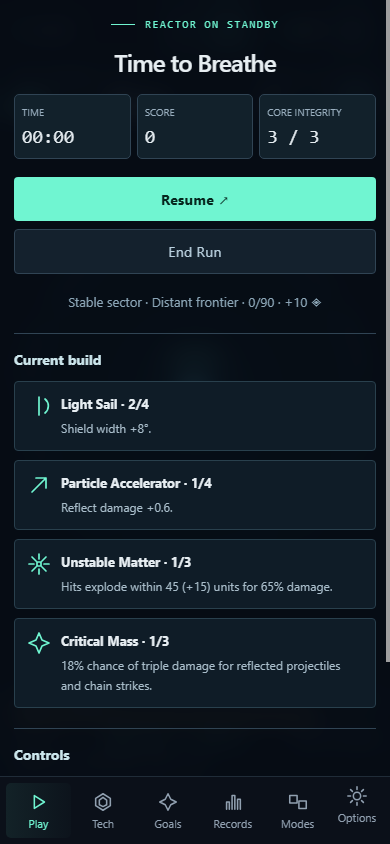 REACTOR ON STANDBY
Time to Breathe
TIME SCORE CORE INTEGRITY
00:00 0 3 / 3
Resume ↗
End Run
Stable sector · Distant frontier · 0/90 · +10 ◈
Current build
Light Sail · 2/4
Shield width +8°.
Particle Accelerator · 1/4
Reflect damage +0.6.
Unstable Matter · 1/3
Hits explode within 45 (+15) units for 65% damage.
Critical Mass · 1/3
18% chance of triple damage for reflected projectiles
and chain strikes.
Controls
Play Tech Goals Records Modes Options